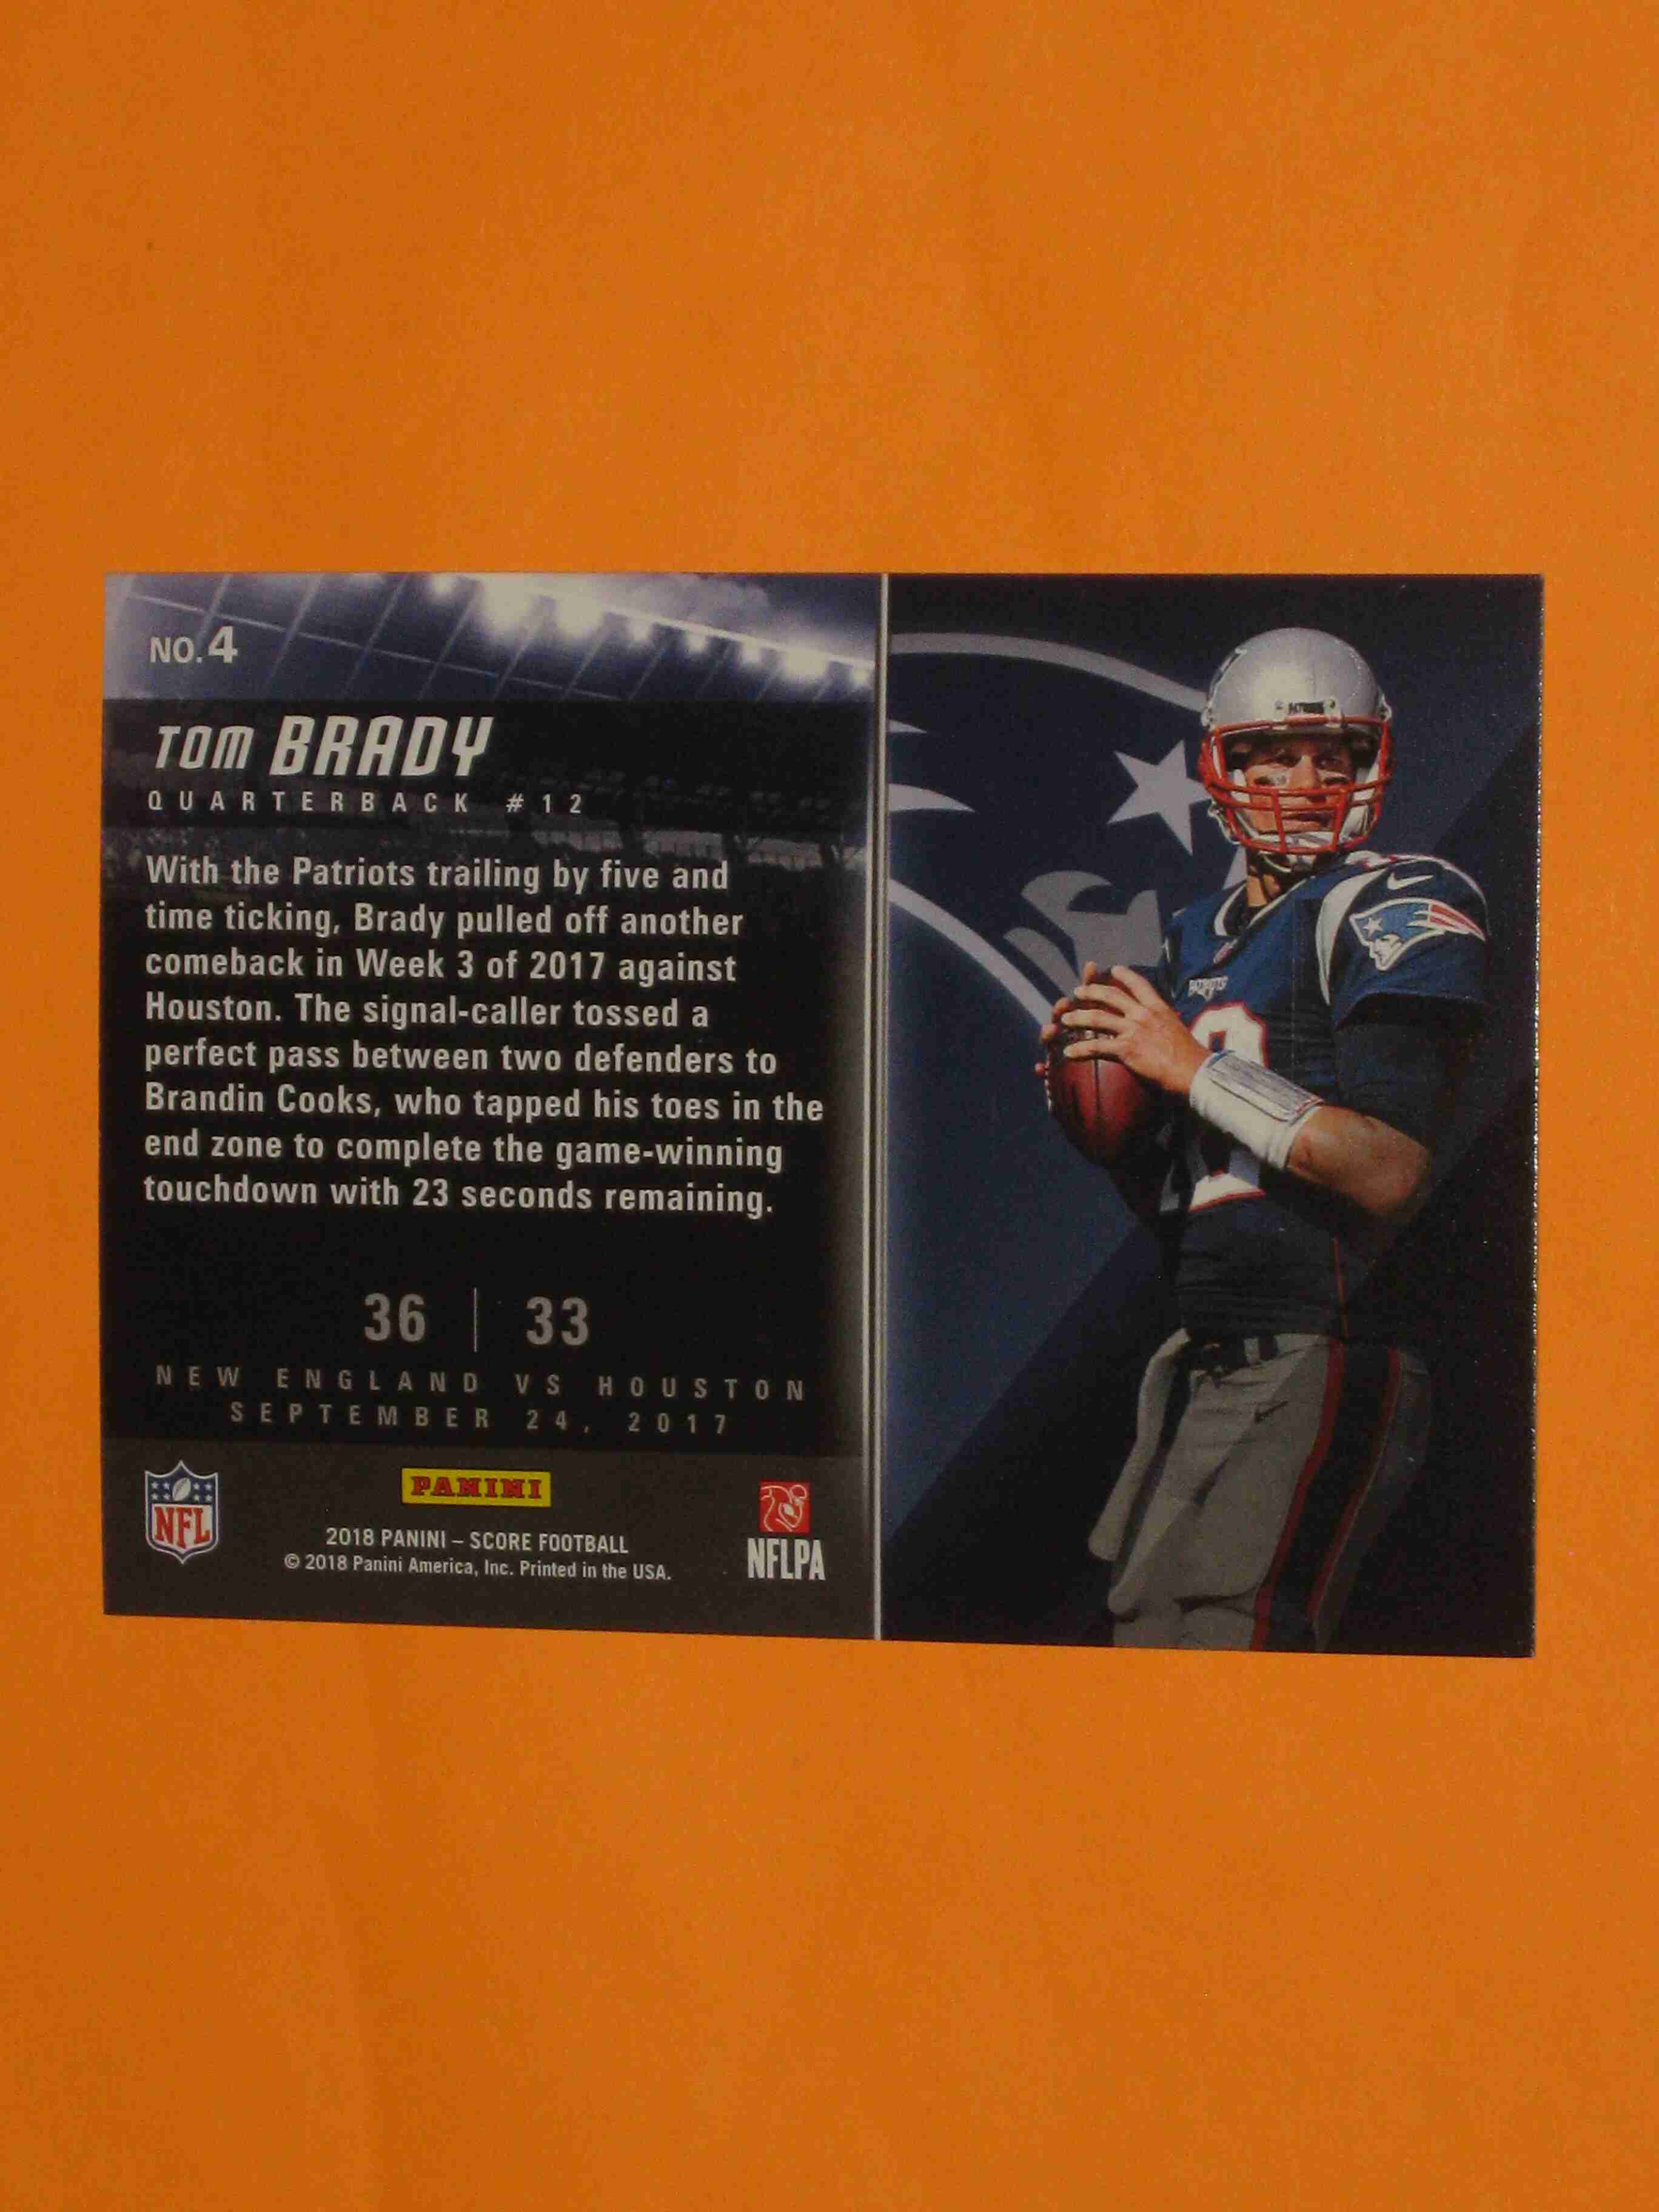 NO.4
TOM BRADY
QUARTERBACK #12
With the Patriots trailing by five and
time ticking, Brady pulled off another
comeback in Week 3 of 2017 against
Houston. The signal-caller tossed a
perfect pass between two defenders to
Brandin Cooks, who tapped his toes in the
end zone to complete the game-winning
touchdown with 23 seconds remaining.
36 | 33
NEW ENGLAND VS HOUSTON
SEPTEMBER 24, 2017
NFL
PANINI
2018 PANINI – SCORE FOOTBALL
© 2018 Panini America, Inc. Printed in the USA.
NFLPA
PATRIOTS
PATRIOTS